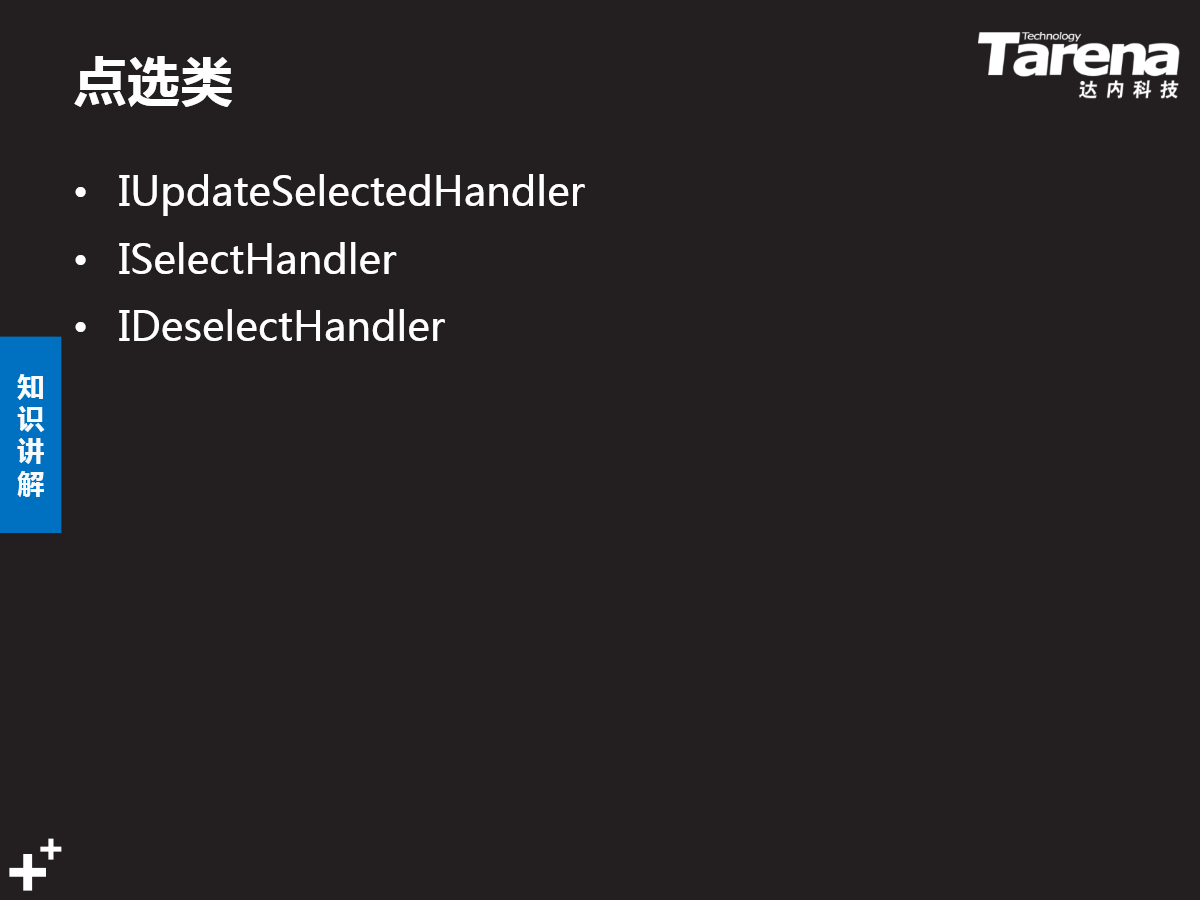 点选类
Technology
Tarena
达内科技
• IUpdateSelectedHandler
• ISelectHandler
• IDeselectHandler
知
识
讲
解